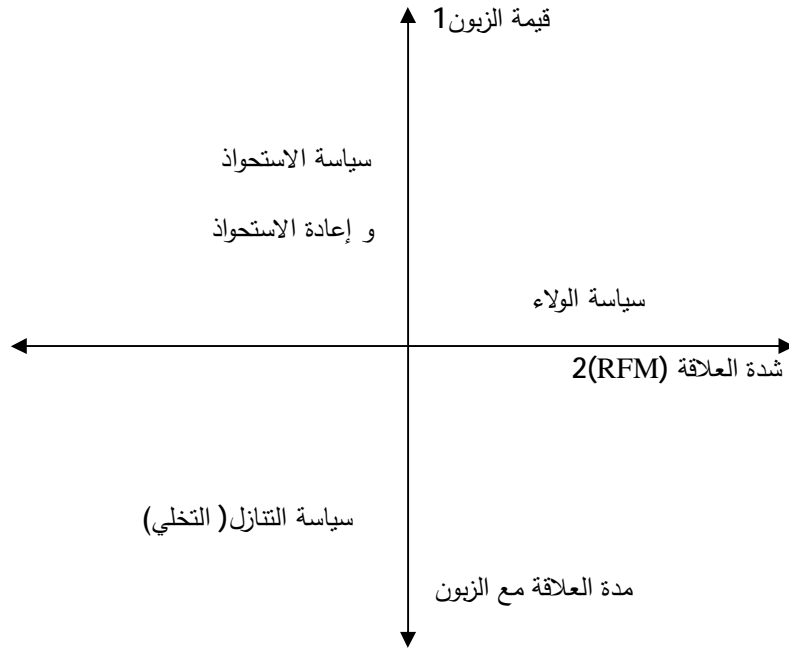 قيمة الزبون1
سياسة الاستحواذ
و إعادة الاستحواذ
سياسة الولاء
شدة العلاقة (RFM)2
سياسة التنازل( التخلي)
مدة العلاقة مع الزبون